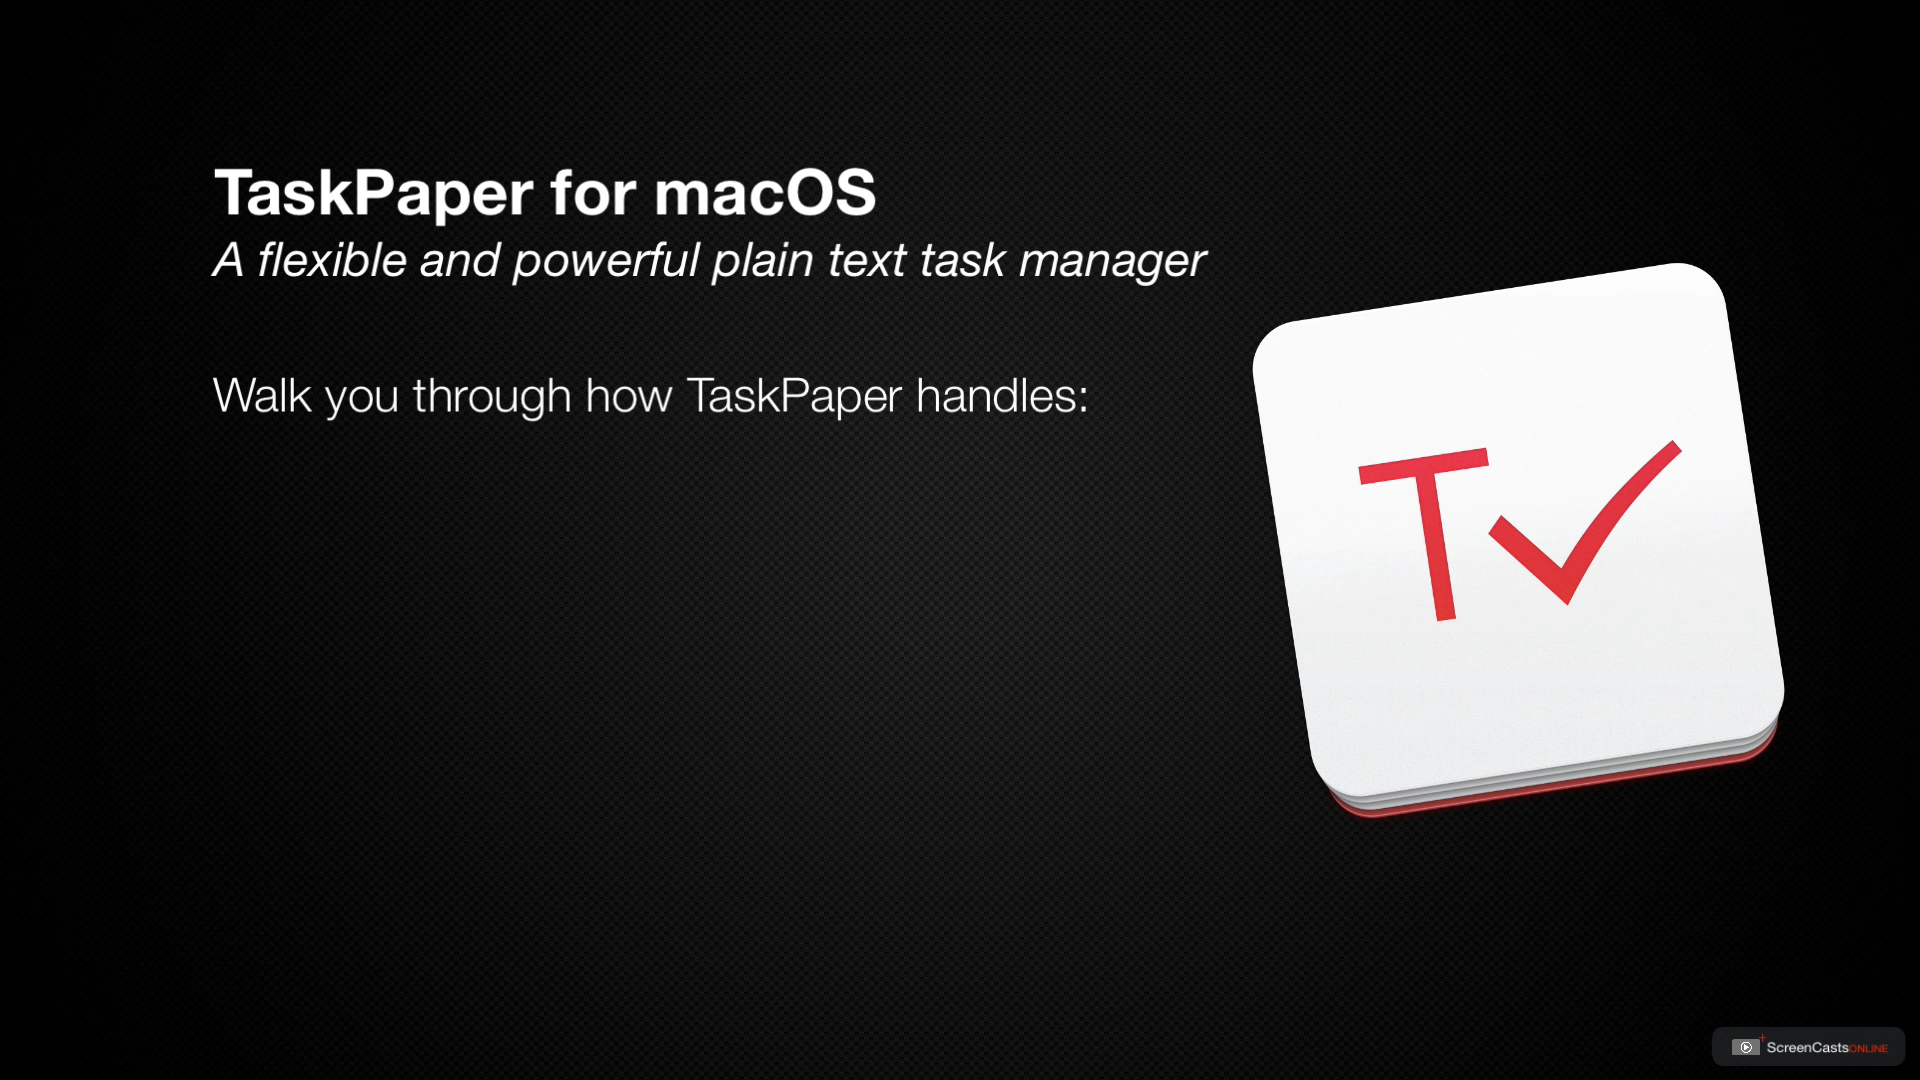 TaskPaper for macOS
A flexible and powerful plain text task manager
Walk you through how TaskPaper handles:
T✓
ScreenCastsONLINE